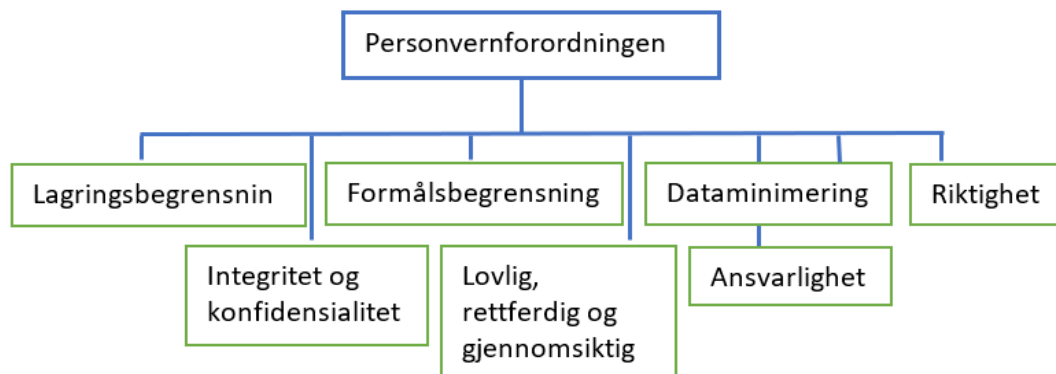 Personvernforordningen
Lagringsbegrensnin
Formålsbegrensning
Dataminimering
Riktighet
Integritet og
konfidensialitet
Lovlig,
rettferdig og
gjennomsiktig
Ansvarlighet